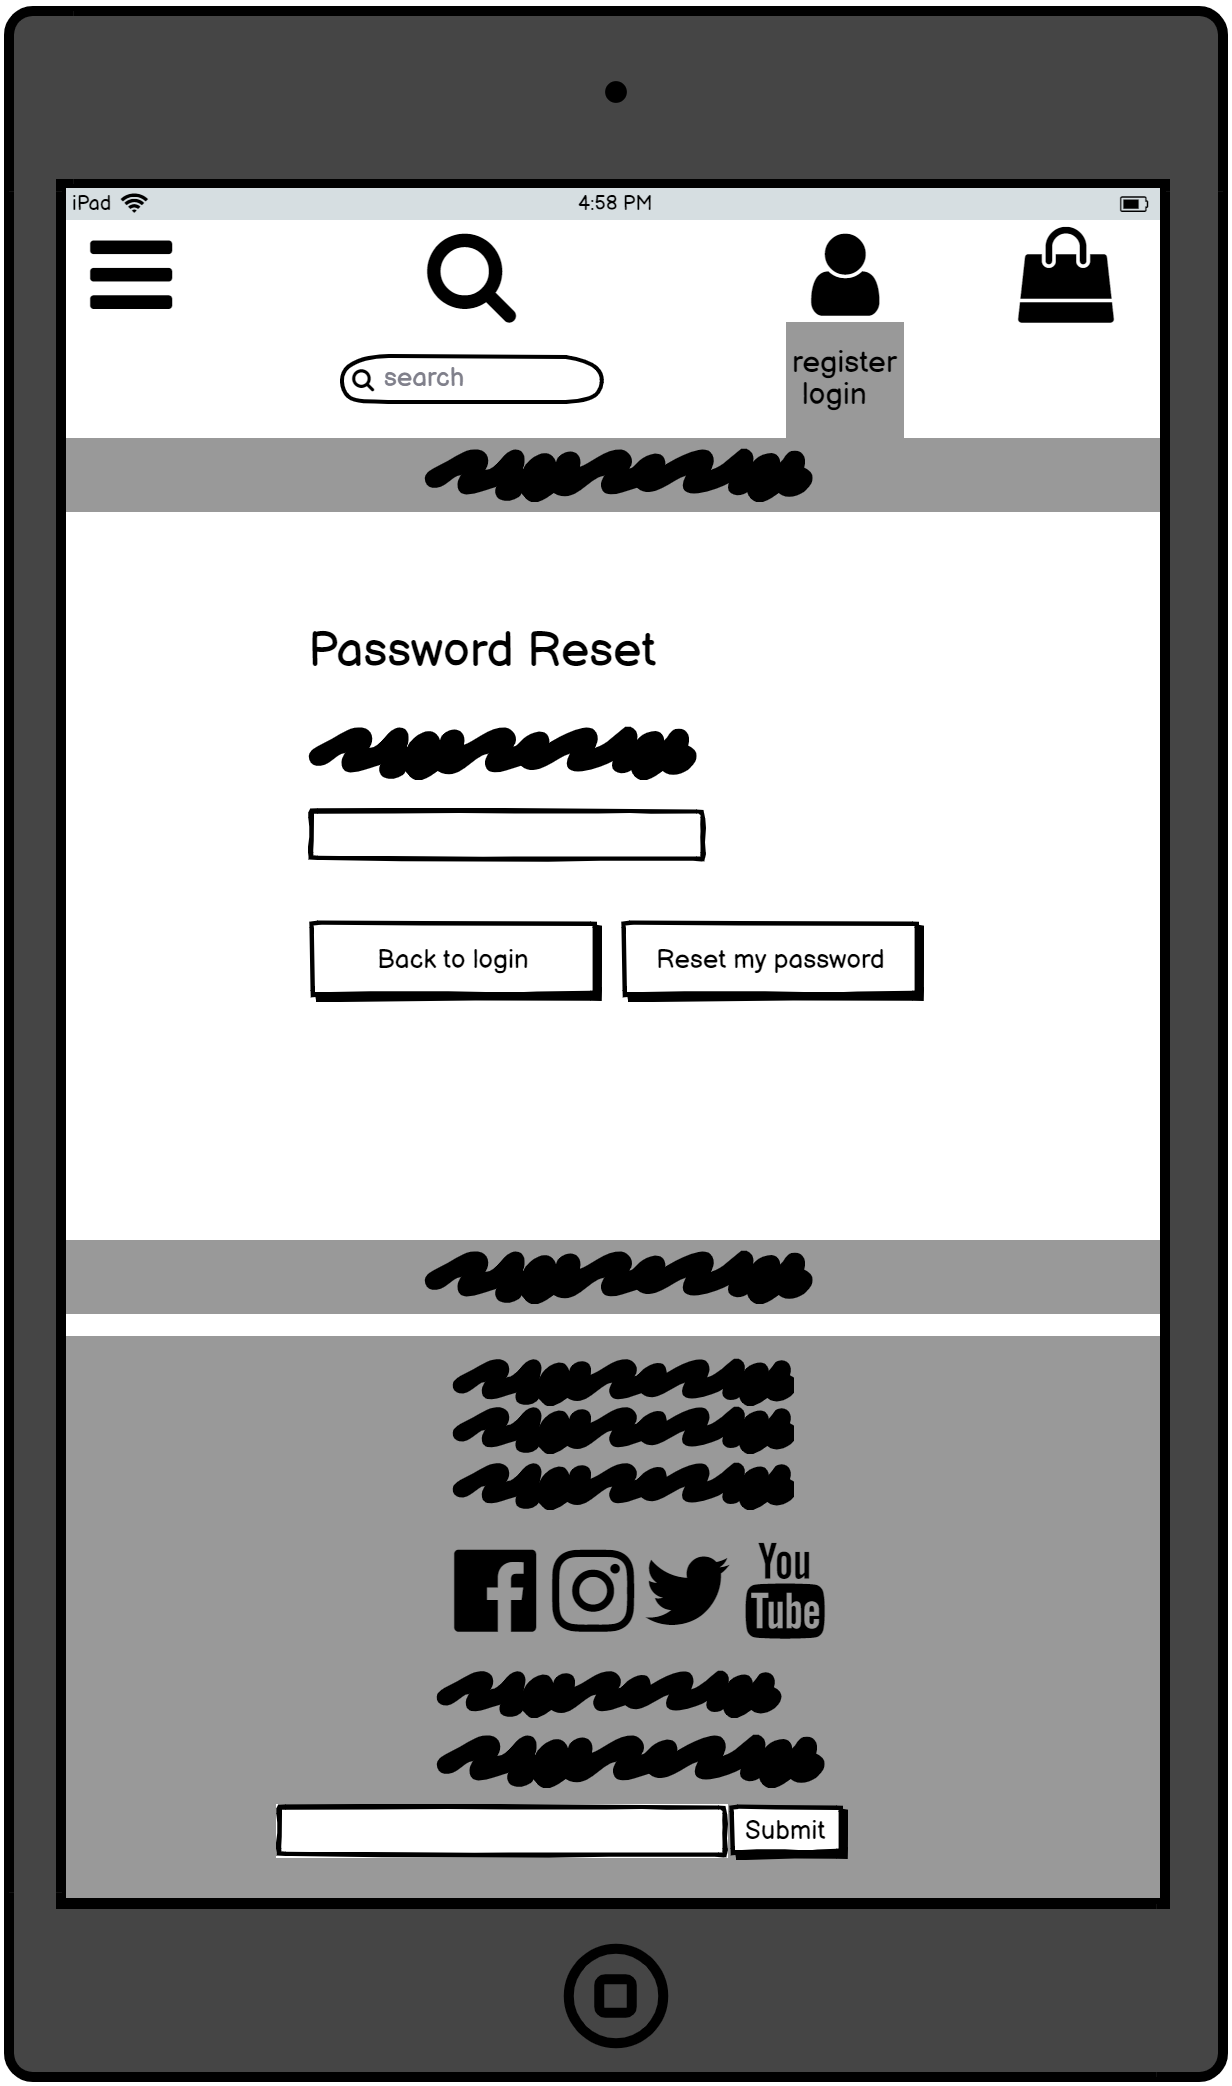 iPad 4:58 PM
search
register
login
Password Reset
Back to login Reset my password
You
Tube
Submit